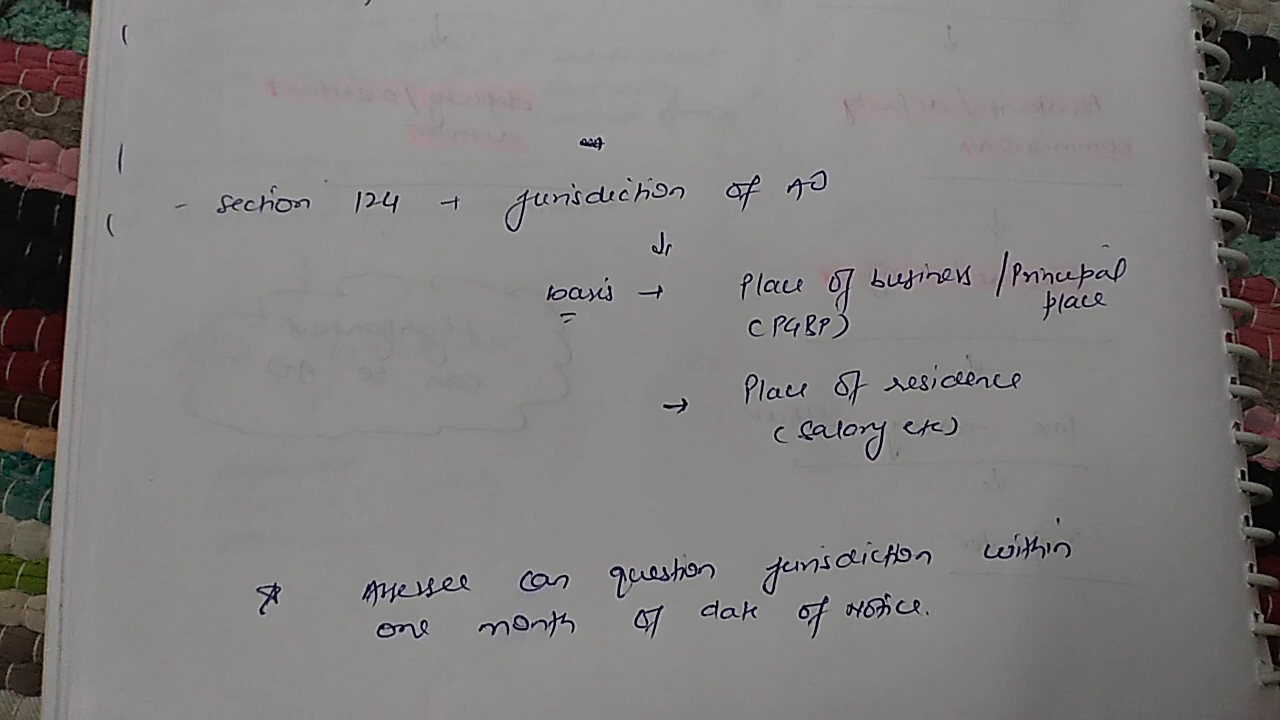 - section 124 → Jurisdiction of AO
↓
basis → Place of business / Principal place
(PGBP)
→ Place of residence
(salary etc)
* Assessee can question jurisdiction within
one month of date of notice.